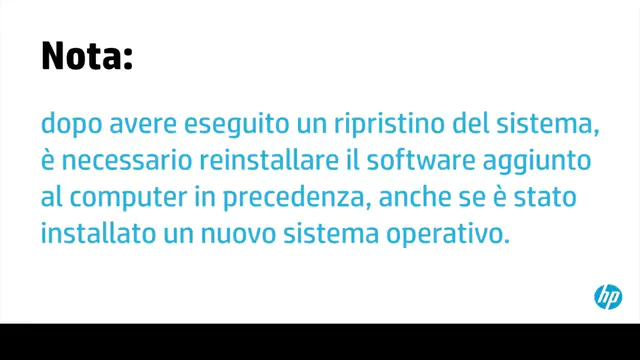 Nota:
dopo avere eseguito un ripristino del sistema,
è necessario reinstallare il software aggiunto
al computer in precedenza, anche se è stato
installato un nuovo sistema operativo.
hp